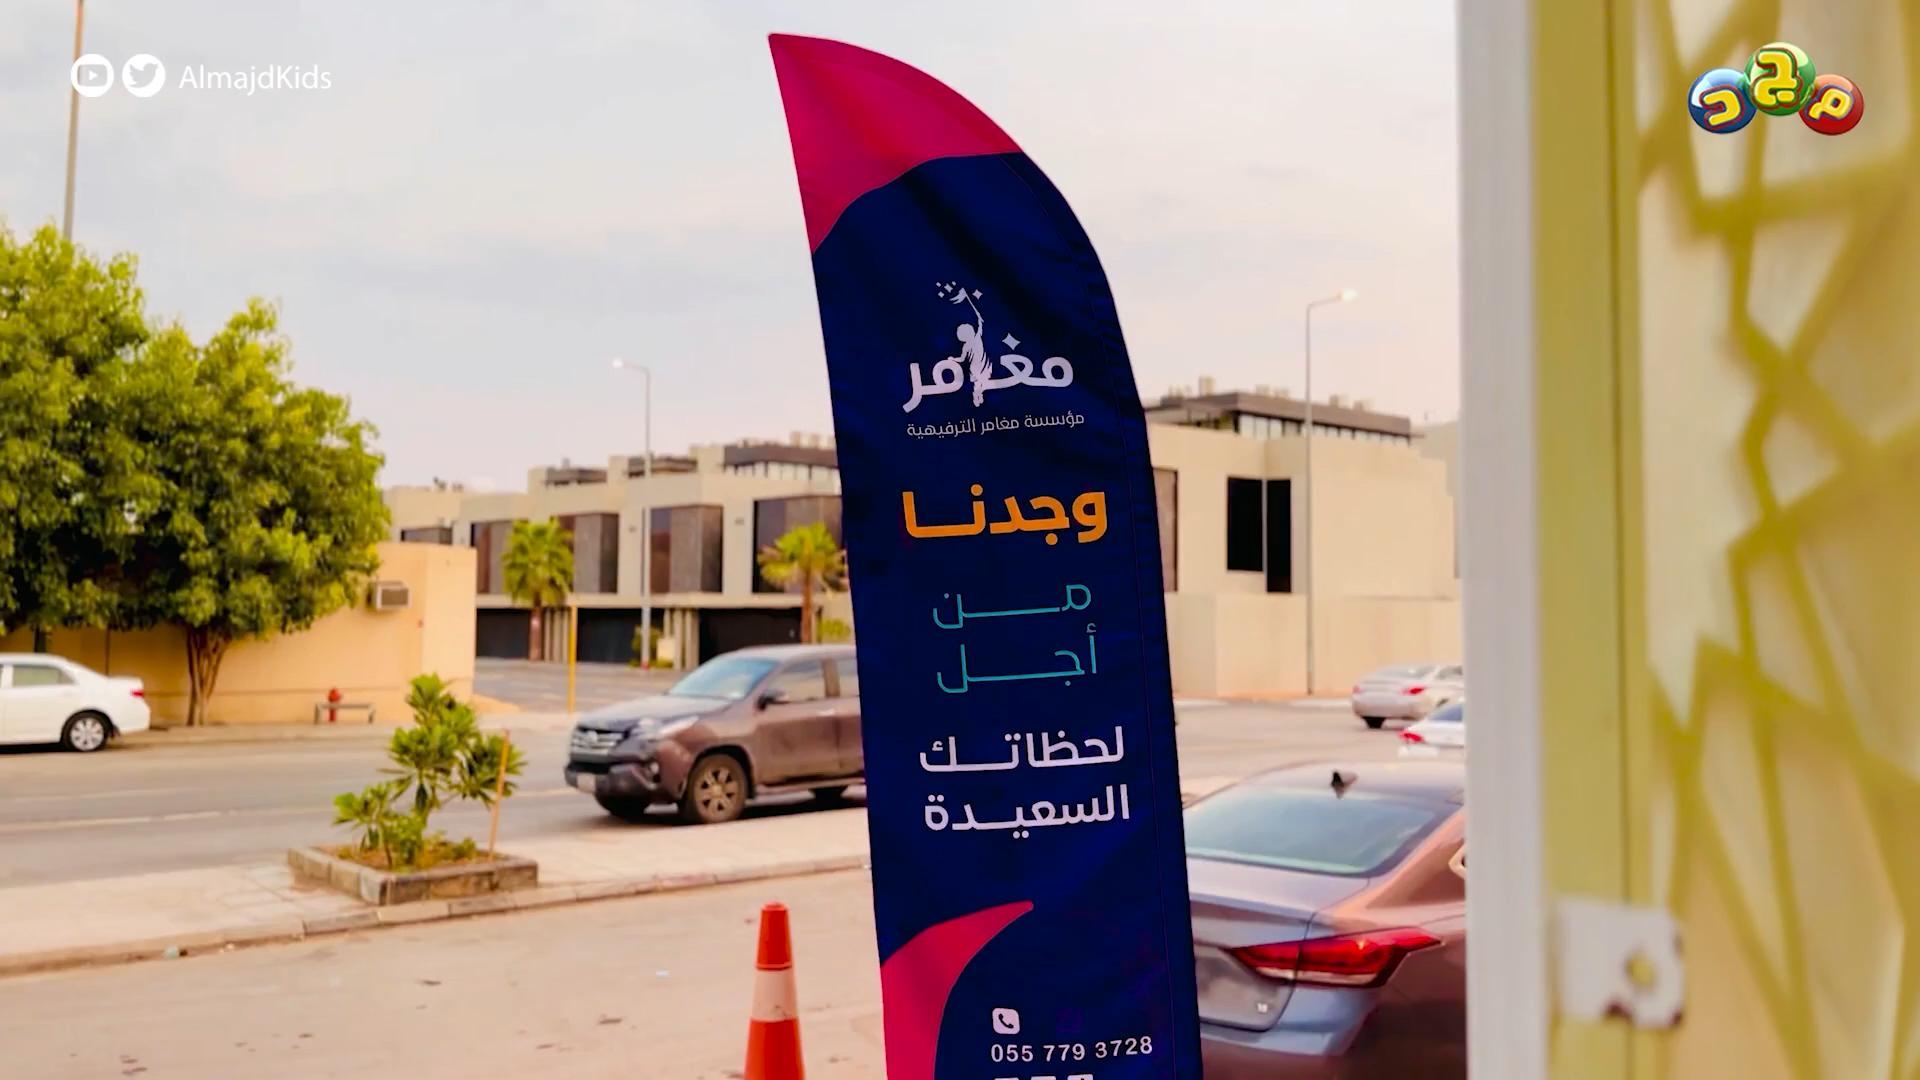 AlmajdKids
مجد
مغامر
مؤسسة مغامر الترفيهية
وجدنا
من
أجل
لحظاتك
السعيدة
055 779 3728